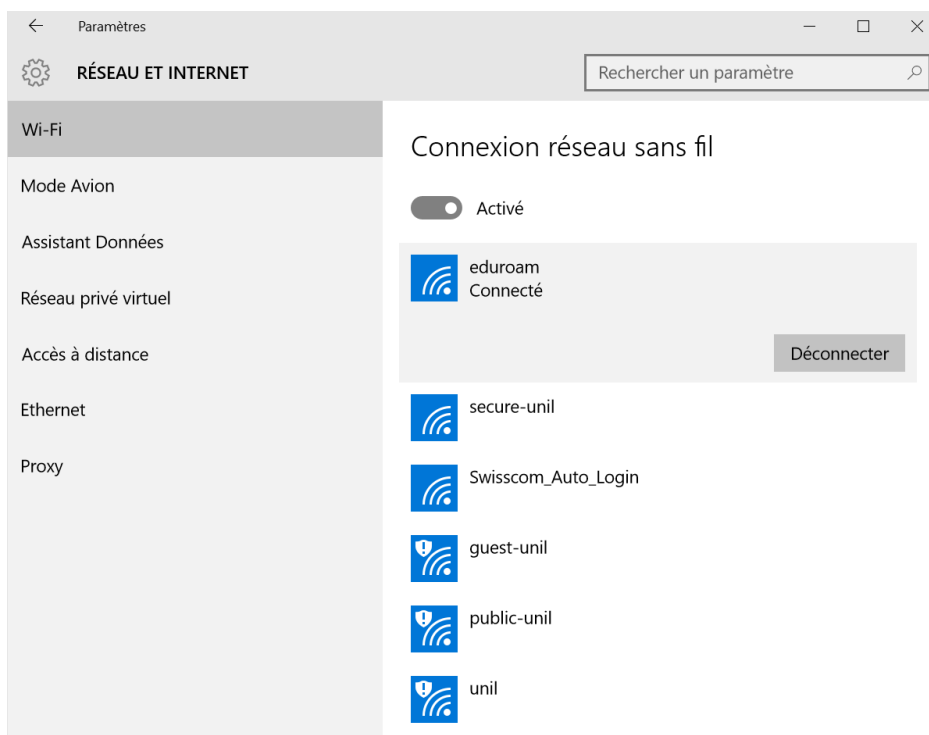 Paramètres
RÉSEAU ET INTERNET
Rechercher un paramètre
Wi-Fi
Mode Avion
Assistant Données
Réseau privé virtuel
Accès à distance
Ethernet
Proxy
Connexion réseau sans fil
Activé
eduroam
Connecté
Déconnecter
secure-unil
Swisscom_Auto_Login
guest-unil
public-unil
unil